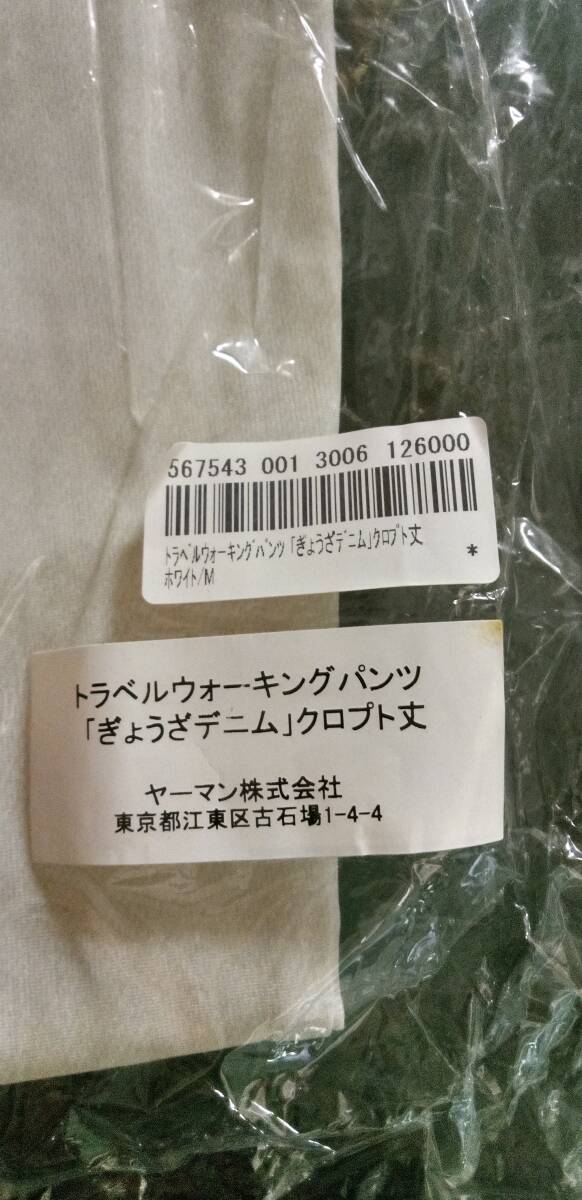 567543 001 3006 126000
ﾄﾗﾍﾞﾙｳｫｰｷﾝｸﾞﾊﾟﾝﾂ「ぎょうざﾃﾞﾆﾑ」ｸﾛﾌﾟﾄ丈
ﾎﾜｲﾄ/M
*
トラベルウォーキングパンツ
「ぎょうざデニム」クロプト丈
ヤーマン株式会社
東京都江東区古石場1-4-4